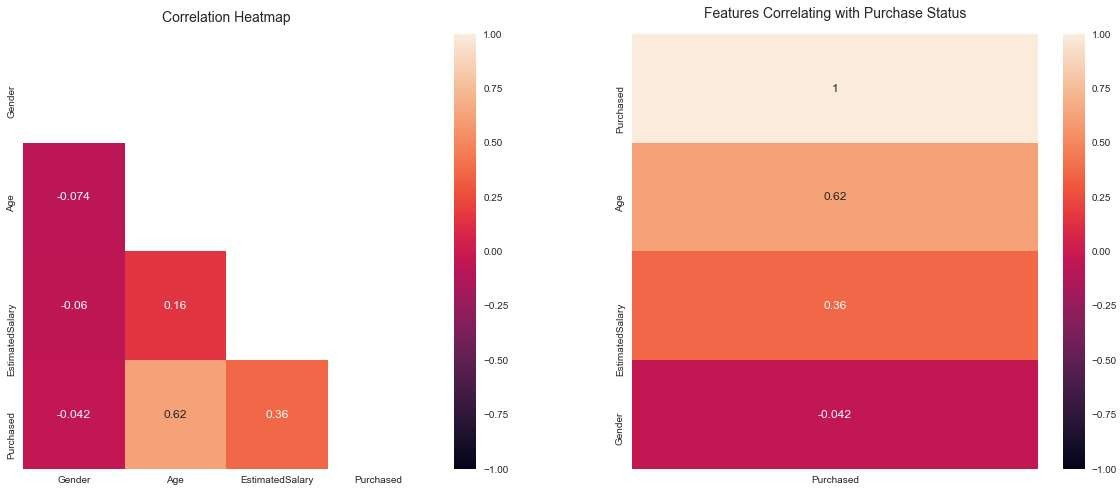 Correlation Heatmap
Gender
Age
EstimatedSalary
Purchased
-0.074
-0.06 0.16
-0.042 0.62 0.36
Gender Age EstimatedSalary Purchased
1.00
0.75
0.50
0.25
0.00
−0.25
−0.50
−0.75
−1.00
Features Correlating with Purchase Status
Purchased
Age
EstimatedSalary
Gender
1
0.62
0.36
-0.042
Purchased
1.00
0.75
0.50
0.25
0.00
−0.25
−0.50
−0.75
−1.00